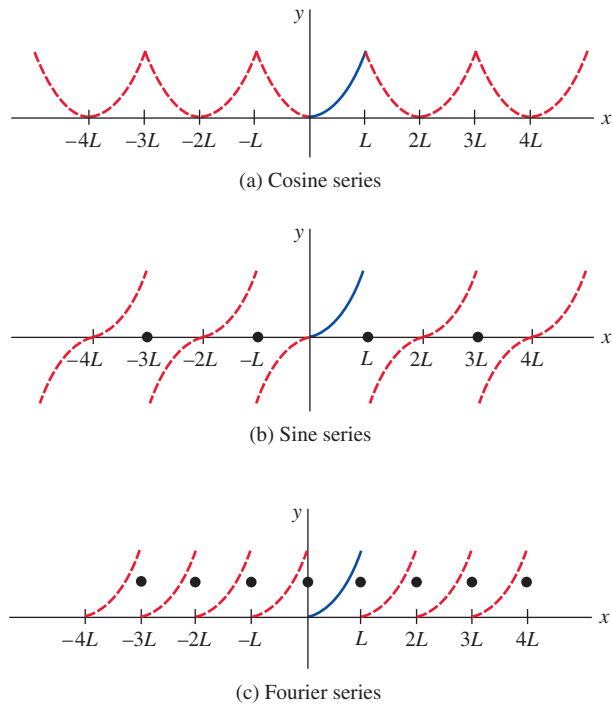 y
−4L −3L −2L −L L 2L 3L 4L x
(a) Cosine series
y
−4L −3L −2L −L L 2L 3L 4L x
(b) Sine series
y
−4L −3L −2L −L L 2L 3L 4L x
(c) Fourier series